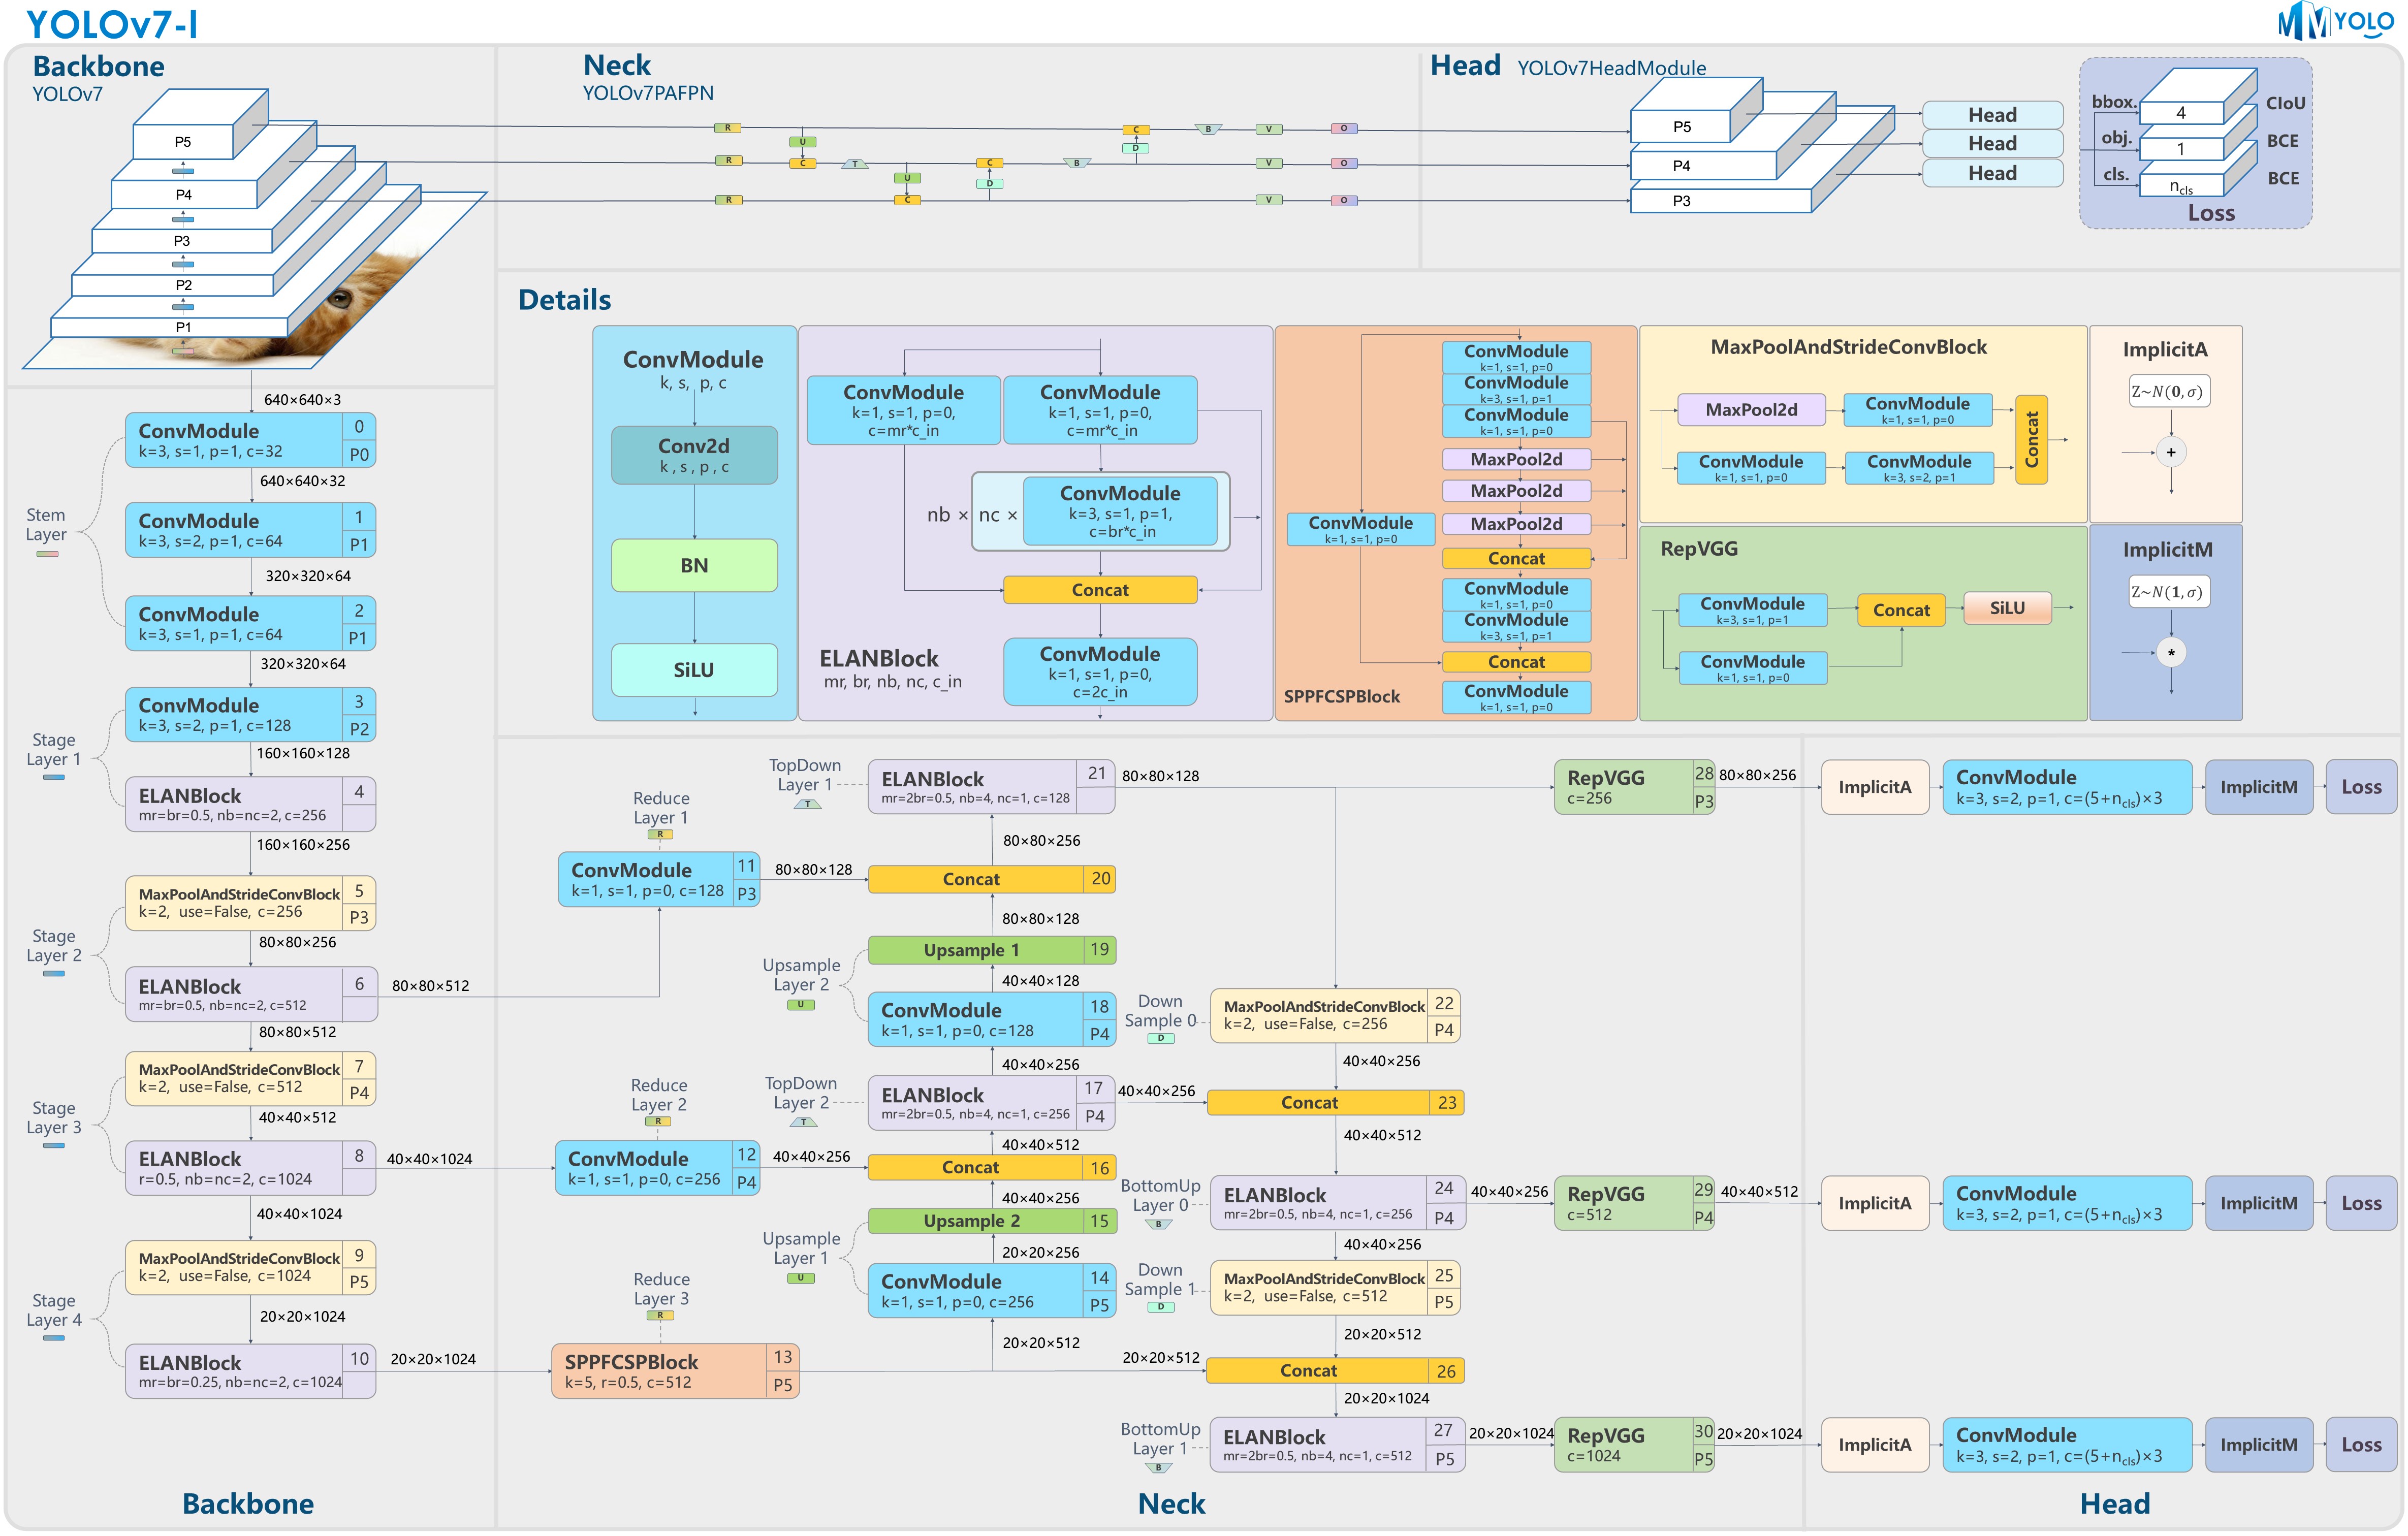 YOLOv7-l
MMYOLO
Backbone
YOLOv7
P5
P4
P3
P2
P1
Neck
YOLOv7PAFPN
R
U
C
B
V
O
R
C
T
U
C
D
B
D
V
O
R
C
V
O
Head YOLOv7HeadModule
P5
P4
P3
Head
Head
Head
bbox. 4 CIoU
obj. 1 BCE
cls. ncls BCE
Loss
Details
ConvModule
k, s, p, c
Conv2d
k , s , p , c
BN
SiLU
ConvModule
k=1, s=1, p=0,
c=mr*c_in
ConvModule
k=1, s=1, p=0,
c=mr*c_in
nb × nc ×
ConvModule
k=3, s=1, p=1,
c=br*c_in
Concat
ELANBlock
mr, br, nb, nc, c_in
ConvModule
k=1, s=1, p=0,
c=2c_in
ConvModule
k=1, s=1, p=0
ConvModule
k=3, s=1, p=1
ConvModule
k=1, s=1, p=0
MaxPool2d
MaxPool2d
MaxPool2d
ConvModule
k=1, s=1, p=0
Concat
ConvModule
k=1, s=1, p=0
ConvModule
k=3, s=1, p=1
Concat
ConvModule
k=1, s=1, p=0
SPPFCSPBlock
MaxPoolAndStrideConvBlock
MaxPool2d
ConvModule
k=1, s=1, p=0
ConvModule
k=1, s=1, p=0
ConvModule
k=3, s=2, p=1
Concat
RepVGG
ConvModule
k=3, s=1, p=1
ConvModule
k=1, s=1, p=0
Concat
SiLU
ImplicitA
Z~N(0,σ)
+
ImplicitM
Z~N(1,σ)
*
640×640×3
ConvModule 0
k=3, s=1, p=1, c=32 P0
640×640×32
Stem
Layer
ConvModule 1
k=3, s=2, p=1, c=64 P1
320×320×64
ConvModule 2
k=3, s=1, p=1, c=64 P1
320×320×64
ConvModule 3
k=3, s=2, p=1, c=128 P2
Stage
Layer 1
160×160×128
ELANBlock 4
mr=br=0.5, nb=nc=2, c=256
160×160×256
MaxPoolAndStrideConvBlock 5
k=2, use=False, c=256 P3
Stage
Layer 2
80×80×256
ELANBlock 6
mr=br=0.5, nb=nc=2, c=512
80×80×512
80×80×512
MaxPoolAndStrideConvBlock 7
k=2, use=False, c=512 P4
Stage
Layer 3
40×40×512
ELANBlock 8
r=0.5, nb=nc=2, c=1024
40×40×1024
40×40×1024
MaxPoolAndStrideConvBlock 9
k=2, use=False, c=1024 P5
Stage
Layer 4
20×20×1024
ELANBlock 10
mr=br=0.25, nb=nc=2, c=1024
20×20×1024
Backbone
Reduce
Layer 1
R
ConvModule 11
k=1, s=1, p=0, c=128 P3
80×80×128
Reduce
Layer 2
R
ConvModule 12
k=1, s=1, p=0, c=256 P4
40×40×256
Reduce
Layer 3
R
SPPFCSPBlock 13
k=5, r=0.5, c=512 P5
TopDown
Layer 1
T
ELANBlock 21
mr=2br=0.5, nb=4, nc=1, c=128
80×80×128
80×80×256
Concat 20
80×80×128
Upsample 1 19
Upsample
Layer 2
U
40×40×128
ConvModule 18
k=1, s=1, p=0, c=128 P4
40×40×256
TopDown
Layer 2
T
ELANBlock 17
mr=2br=0.5, nb=4, nc=1, c=256 P4
40×40×256
40×40×512
Concat 16
40×40×256
Upsample 2 15
Upsample
Layer 1
U
20×20×256
ConvModule 14
k=1, s=1, p=0, c=256 P5
20×20×512
20×20×512
Down
Sample 0
D
MaxPoolAndStrideConvBlock 22
k=2, use=False, c=256 P4
40×40×256
Concat 23
40×40×512
BottomUp
Layer 0
B
ELANBlock 24
mr=2br=0.5, nb=4, nc=1, c=256 P4
40×40×256
40×40×256
Down
Sample 1
D
MaxPoolAndStrideConvBlock 25
k=2, use=False, c=512 P5
20×20×512
Concat 26
20×20×1024
BottomUp
Layer 1
B
ELANBlock 27
mr=2br=0.5, nb=4, nc=1, c=512 P5
20×20×1024
RepVGG 28
c=256 P3
80×80×256
RepVGG 29
c=512 P4
40×40×512
RepVGG 30
c=1024 P5
20×20×1024
Neck
ImplicitA
ConvModule
k=3, s=2, p=1, c=(5+ncls)×3
ImplicitM
Loss
ImplicitA
ConvModule
k=3, s=2, p=1, c=(5+ncls)×3
ImplicitM
Loss
ImplicitA
ConvModule
k=3, s=2, p=1, c=(5+ncls)×3
ImplicitM
Loss
Head